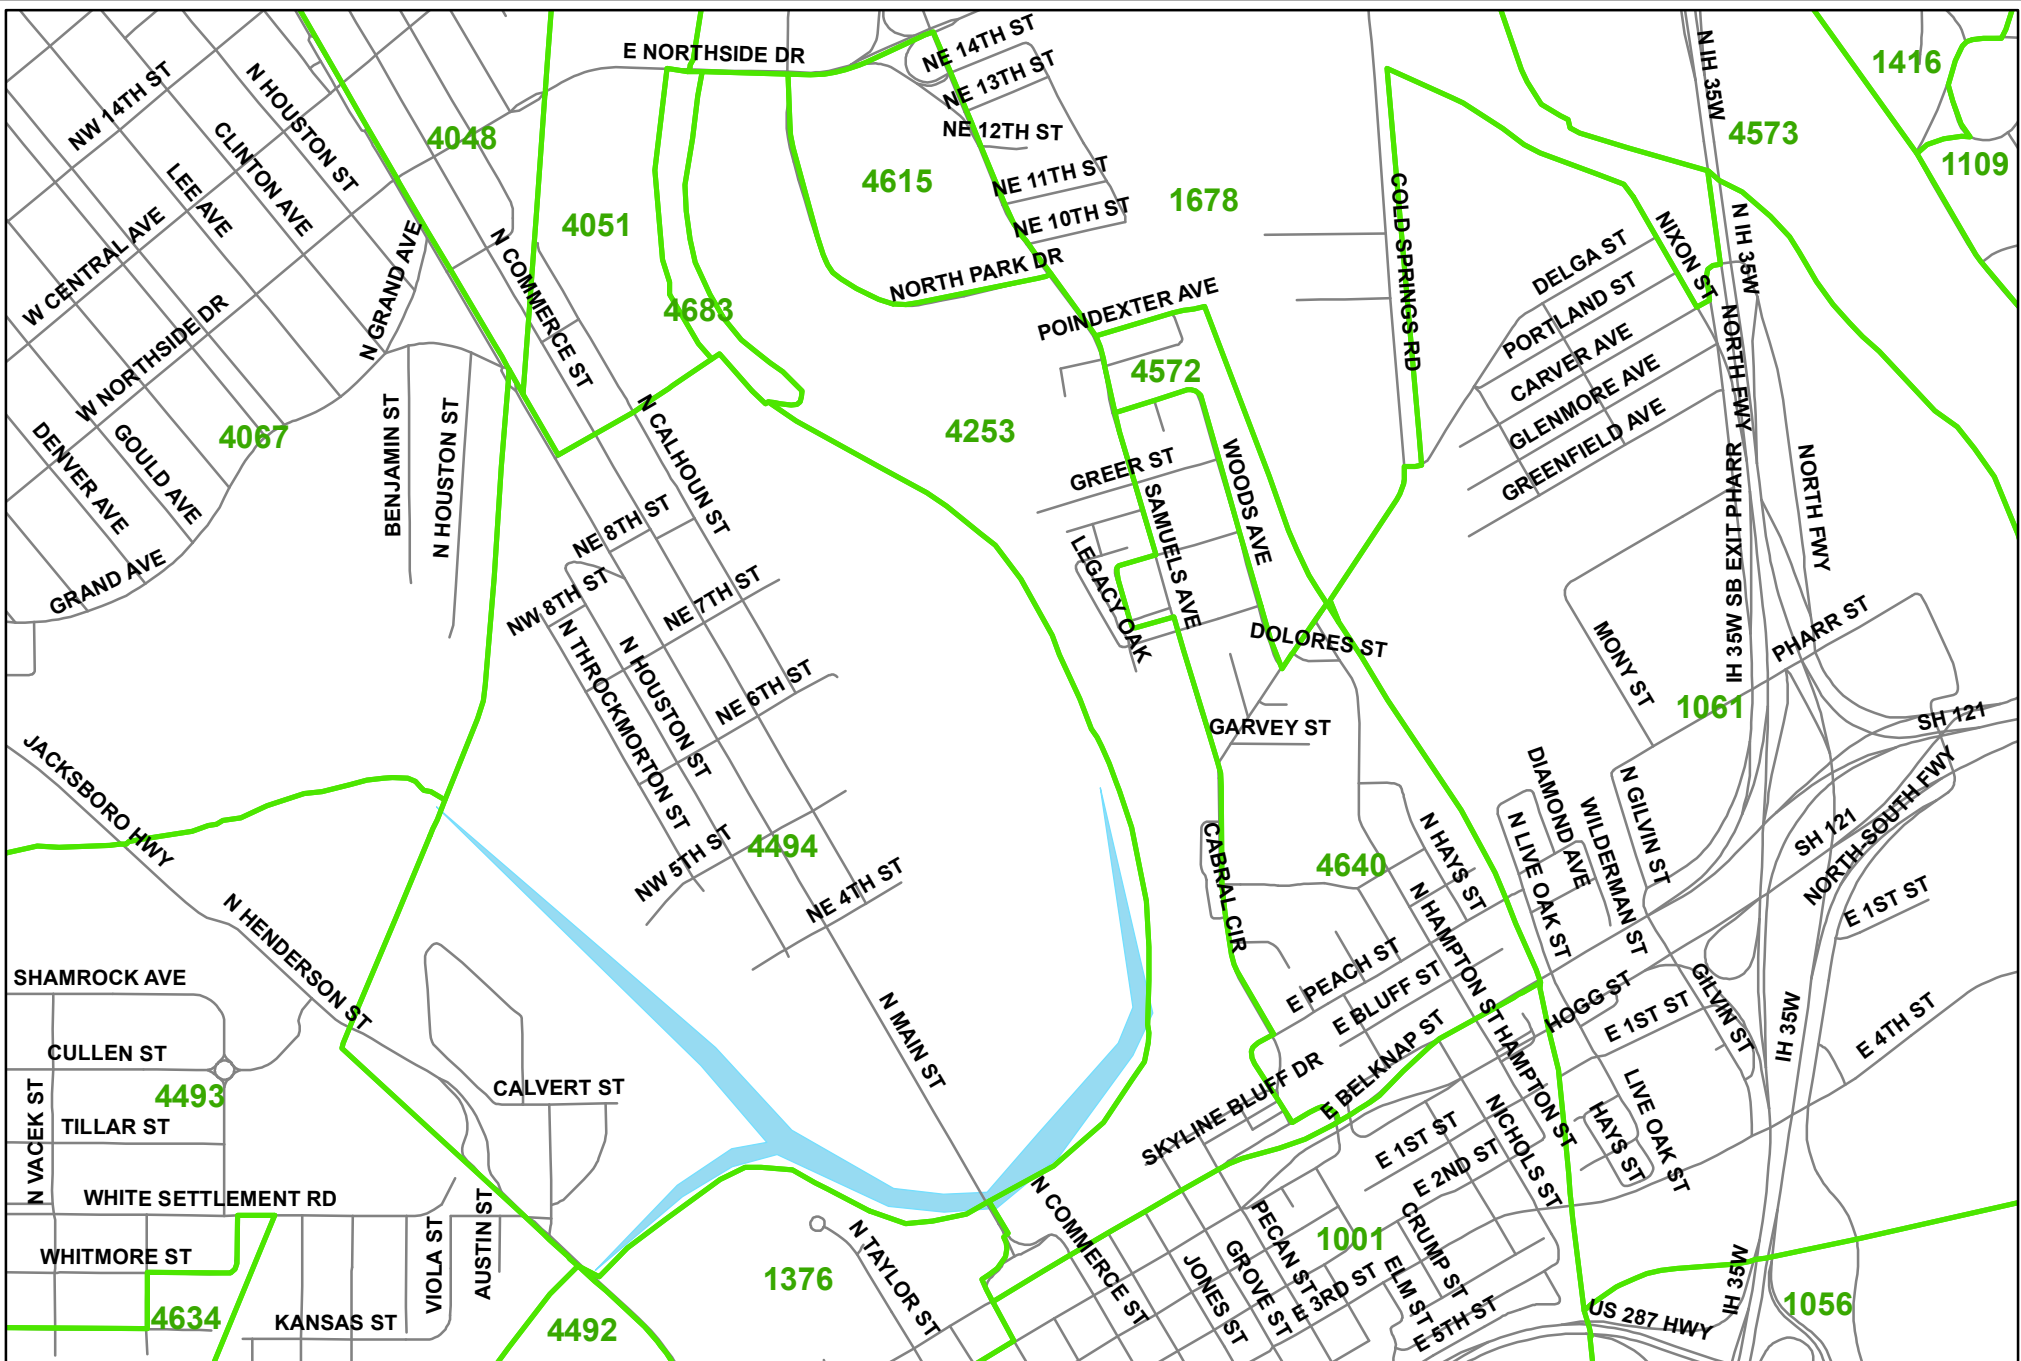 E NORTHSIDE DR
NE 14TH ST
N IH 35W
1416
NW 14TH ST
N HOUSTON ST
NE 13TH ST
4048
CLINTON AVE
NE 12TH ST
4573
1109
LEE AVE
4615
NE 11TH ST
1678
COLD SPRINGS RD
W CENTRAL AVE
4051
NE 10TH ST
NIXON ST
N IH 35W
N GRAND AVE
N COMMERCE ST
NORTH PARK DR
DELGA ST
4683
POINDEXTER AVE
PORTLAND ST
W NORTHSIDE DR
4572
CARVER AVE
NORTH FWY
4067
GLENMORE AVE
DENVER AVE
GOULD AVE
BENJAMIN ST
N HOUSTON ST
N CALHOUN ST
4253
GREENFIELD AVE
GREER ST
WOODS AVE
NORTH FWY
IH 35W SB EXIT PHARR
NE 8TH ST
SAMUELS AVE
LEGACY OAK
GRAND AVE
NW 8TH ST
NE 7TH ST
DOLORES ST
PHARR ST
MONY ST
N THROCKMORTON ST
N HOUSTON ST
NE 6TH ST
1061
GARVEY ST
SH 121
JACKSBORO HWY
DIAMOND AVE
N GILVIN ST
NORTH-SOUTH FWY
WILDERMAN ST
SH 121
NW 5TH ST
4494
CABRAL CIR
4640
N HAYS ST
N LIVE OAK ST
NE 4TH ST
N HAMPTON ST
E 1ST ST
N HENDERSON ST
E PEACH ST
SHAMROCK AVE
E BLUFF ST
HOGG ST
GILVIN ST
N MAIN ST
E 1ST ST
IH 35W
E 4TH ST
CULLEN ST
E BELKNAP ST
HAMPTON ST
4493
N VACEK ST
CALVERT ST
SKYLINE BLUFF DR
TILLAR ST
E 1ST ST
NICHOLS ST
HAYS ST
LIVE OAK ST
E 2ND ST
WHITE SETTLEMENT RD
AUSTIN ST
VIOLA ST
N COMMERCE ST
WHITMORE ST
N TAYLOR ST
1376
JONES ST
GROVE ST
PECAN ST
1001
CRUMP ST
ELM ST
E 3RD ST
IH 35W
1056
4634
KANSAS ST
4492
E 5TH ST
US 287 HWY